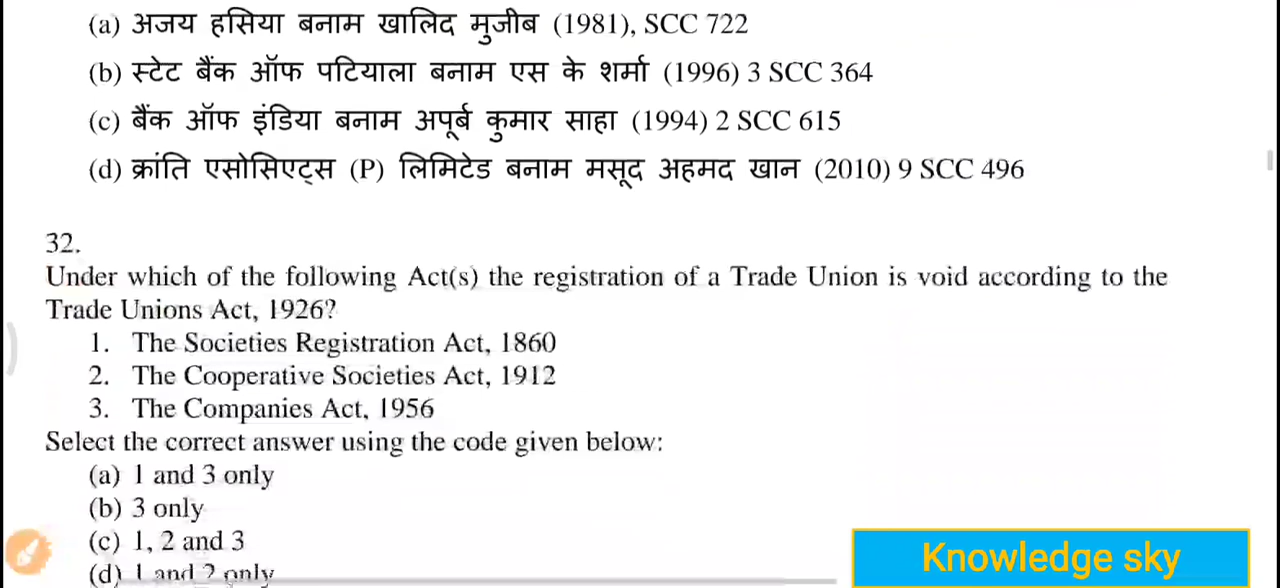 (a) अजय हसिया बनाम खालिद मुजीब (1981), SCC 722
(b) स्टेट बैंक ऑफ पटियाला बनाम एस के शर्मा (1996) 3 SCC 364
(c) बैंक ऑफ इंडिया बनाम अपूर्ब कुमार साहा (1994) 2 SCC 615
(d) क्रांति एसोसिएट्स (P) लिमिटेड बनाम मसूद अहमद खान (2010) 9 SCC 496
32.
Under which of the following Act(s) the registration of a Trade Union is void according to the
Trade Unions Act, 1926?
1. The Societies Registration Act, 1860
2. The Cooperative Societies Act, 1912
3. The Companies Act, 1956
Select the correct answer using the code given below:
(a) 1 and 3 only
(b) 3 only
(c) 1, 2 and 3
(d) 1 and 2 only
Knowledge sky